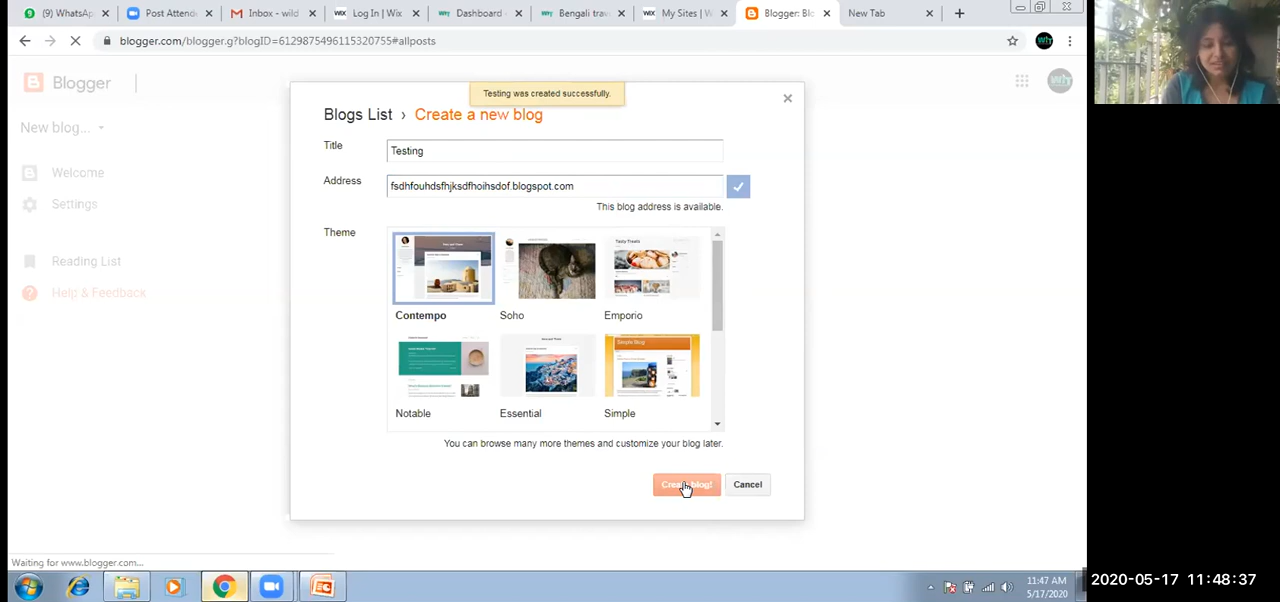 (WhatsAp
Post Attend
Inbox - wild
Log In | Wix
Dashboard -
Bengali trav
My Sites | W
Blogger: Blo
New Tab
blogger.com/blogger.g?blogID=6129875496115320755#allposts
Blogger
Testing was created successfully.
Blogs List › Create a new blog
New blog...
Title
Testing
Welcome
Address
fsdhfouhdsfhjksdfhoihsdof.blogspot.com
Settings
This blog address is available.
Theme
Reading List
Help & Feedback
Contempo
Soho
Emporio
Notable
Essential
Simple
You can browse many more themes and customize your blog later.
Create blog!
Cancel
Waiting for www.blogger.com...
11:47 AM
5/17/2020
2020-05-17 11:48:37